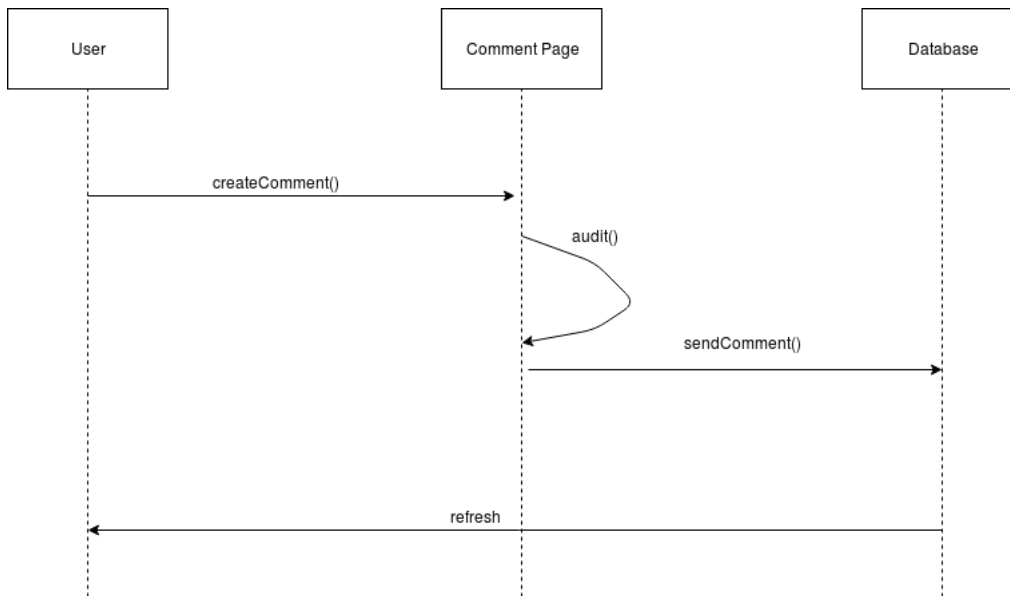 User
Comment Page
Database
createComment()
audit()
sendComment()
refresh